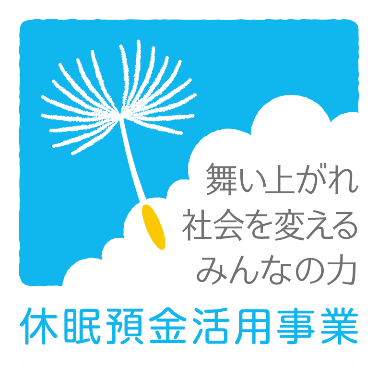 舞い上がれ
社会を変える
みんなの力
休眠預金活用事業